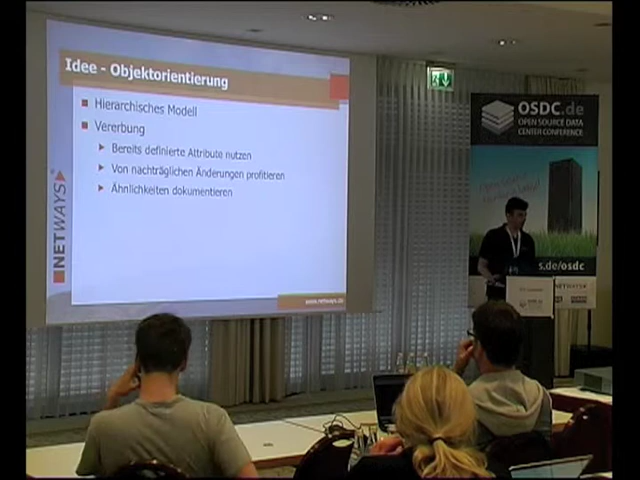 Idee - Objektorientierung
Hierarchisches Modell
Vererbung
Bereits definierte Attribute nutzen
Von nachträglichen Änderungen profitieren
Ähnlichkeiten dokumentieren
NETWAYS
www.netways.de
OSDC.de
OPEN SOURCE DATA
CENTER CONFERENCE
s.de/osdc
NETWAYS